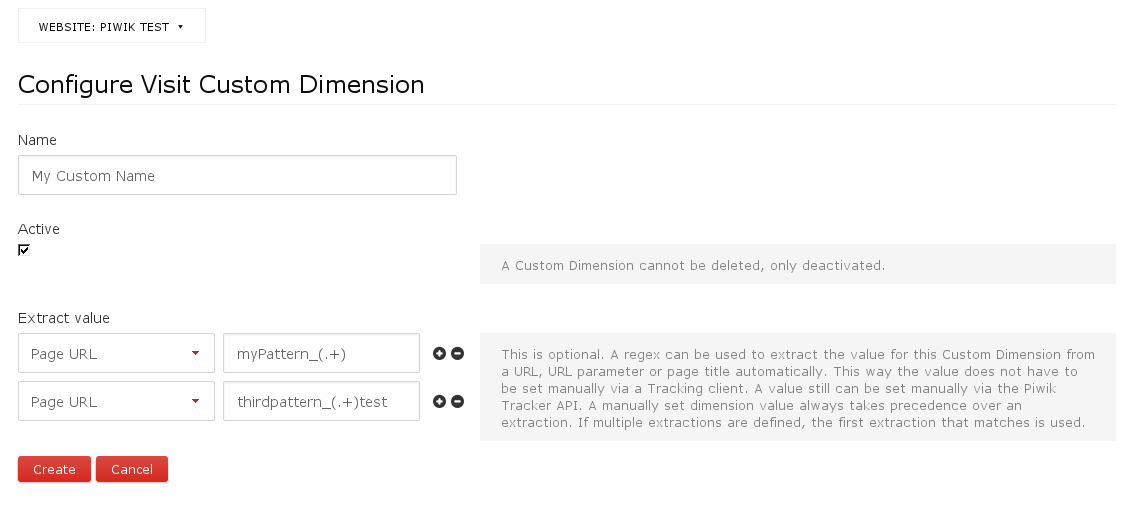 WEBSITE: PIWIK TEST
Configure Visit Custom Dimension
Name
My Custom Name
Active
A Custom Dimension cannot be deleted, only deactivated.
Extract value
Page URL myPattern_(.+)
Page URL thirdpattern_(.+)test
This is optional. A regex can be used to extract the value for this Custom Dimension from
a URL, URL parameter or page title automatically. This way the value does not have to
be set manually via a Tracking client. A value still can be set manually via the Piwik
Tracker API. A manually set dimension value always takes precedence over an
extraction. If multiple extractions are defined, the first extraction that matches is used.
Create Cancel